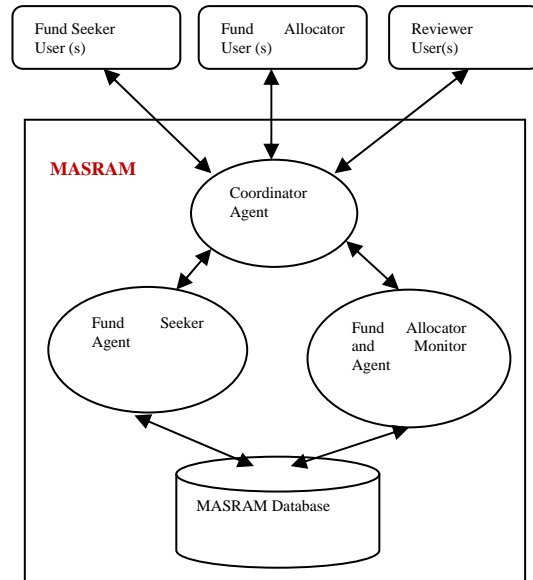 Fund Seeker
User (s)
Fund Allocator
User (s)
Reviewer
User(s)
MASRAM
Coordinator
Agent
Fund Seeker
Agent
Fund Allocator
and Monitor
Agent
MASRAM Database